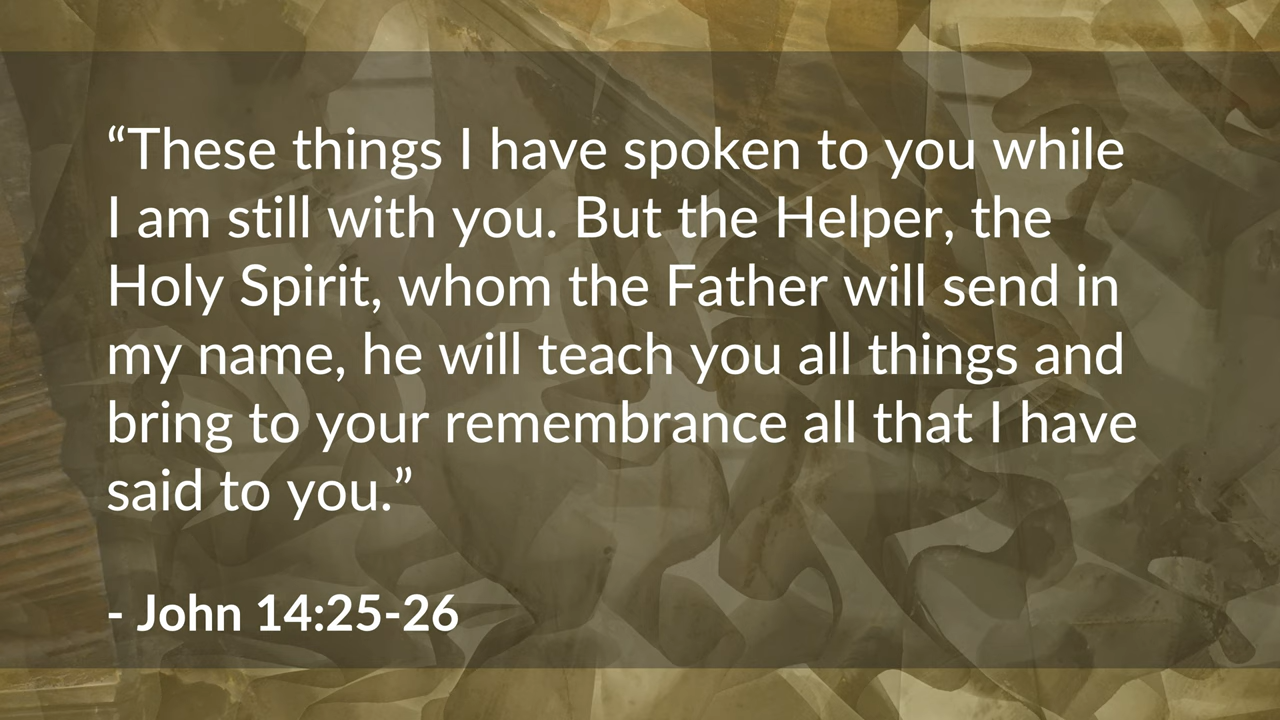 “These things I have spoken to you while
I am still with you. But the Helper, the
Holy Spirit, whom the Father will send in
my name, he will teach you all things and
bring to your remembrance all that I have
said to you.”
- John 14:25-26